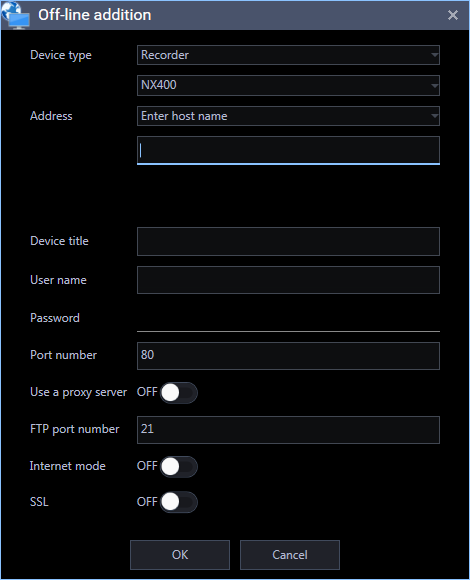 Off-line addition
Device type
Recorder
NX400
Address
Enter host name
Device title
User name
Password
Port number
80
Use a proxy server
OFF
FTP port number
21
Internet mode
OFF
SSL
OFF
OK
Cancel